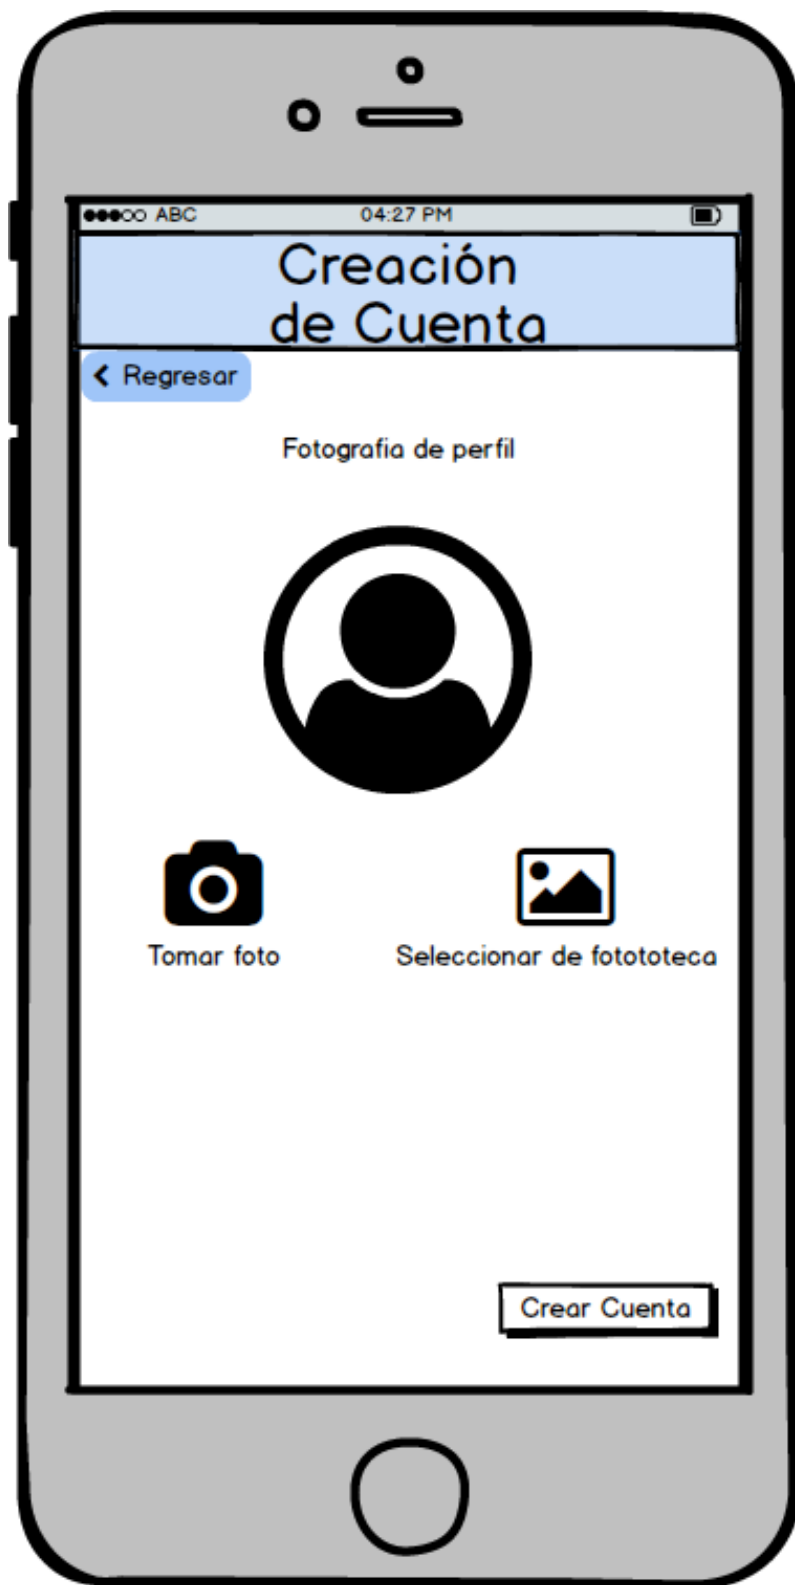 ABC 04:27 PM
Creación
de Cuenta
Regresar
Fotografia de perfil
Tomar foto Seleccionar de fotototeca
Crear Cuenta